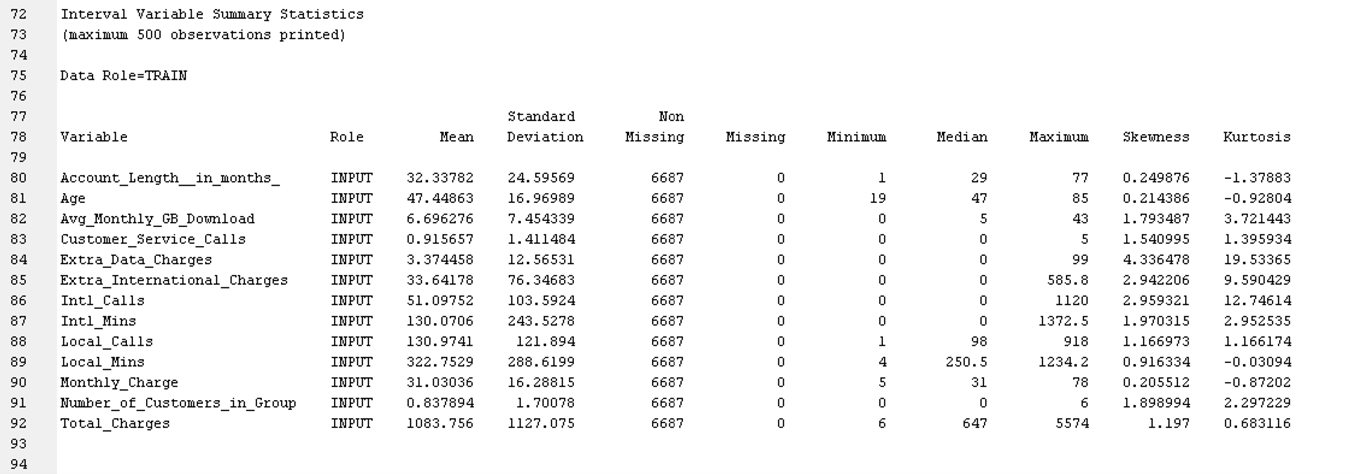 72 Interval Variable Summary Statistics
73 (maximum 500 observations printed)
74
75 Data Role=TRAIN
76
77 Standard Non
78 Variable Role Mean Deviation Missing Missing Minimum Median Maximum Skewness Kurtosis
79
80 Account_Length__in_months_ INPUT 32.33782 24.59569 6687 0 1 29 77 0.249876 -1.37883
81 Age INPUT 47.44863 16.96989 6687 0 19 47 85 0.214386 -0.92804
82 Avg_Monthly_GB_Download INPUT 6.696276 7.454339 6687 0 0 5 43 1.793487 3.721443
83 Customer_Service_Calls INPUT 0.915657 1.411484 6687 0 0 0 5 1.540995 1.395934
84 Extra_Data_Charges INPUT 3.374458 12.56531 6687 0 0 0 99 4.336478 19.53365
85 Extra_International_Charges INPUT 33.64178 76.34683 6687 0 0 0 585.8 2.942206 9.590429
86 Intl_Calls INPUT 51.09752 103.5924 6687 0 0 0 1120 2.959321 12.74614
87 Intl_Mins INPUT 130.0706 243.5278 6687 0 0 0 1372.5 1.970315 2.952535
88 Local_Calls INPUT 130.9741 121.894 6687 0 1 98 918 1.166973 1.166174
89 Local_Mins INPUT 322.7529 288.6199 6687 0 4 250.5 1234.2 0.916334 -0.03094
90 Monthly_Charge INPUT 31.03036 16.28815 6687 0 5 31 78 0.205512 -0.87202
91 Number_of_Customers_in_Group INPUT 0.837894 1.70078 6687 0 0 0 6 1.898994 2.297229
92 Total_Charges INPUT 1083.756 1127.075 6687 0 6 647 5574 1.197 0.683116
93
94